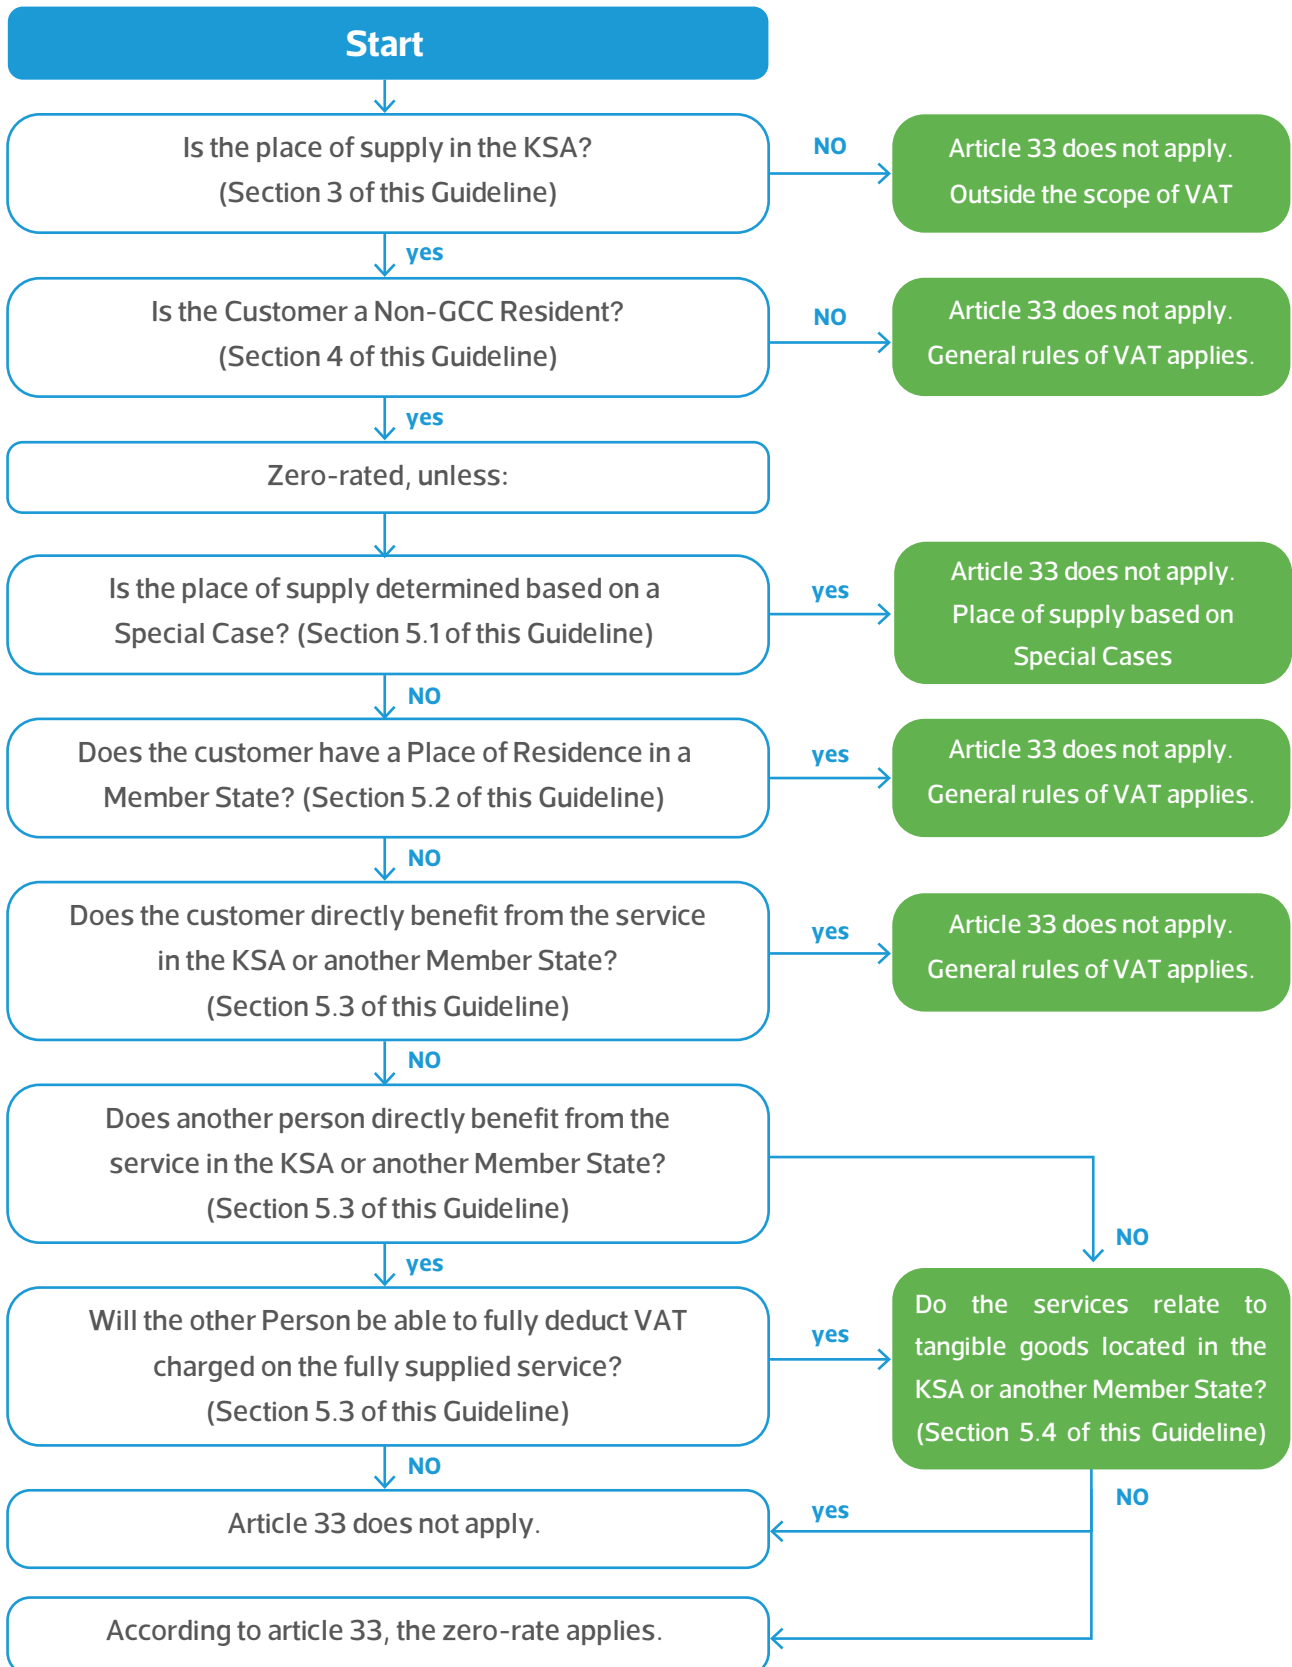 Start
Is the place of supply in the KSA?
(Section 3 of this Guideline)
NO
Article 33 does not apply.
Outside the scope of VAT
yes
Is the Customer a Non-GCC Resident?
(Section 4 of this Guideline)
NO
Article 33 does not apply.
General rules of VAT applies.
yes
Zero-rated, unless:
Is the place of supply determined based on a
Special Case? (Section 5.1 of this Guideline)
yes
Article 33 does not apply.
Place of supply based on
Special Cases
NO
Does the customer have a Place of Residence in a
Member State? (Section 5.2 of this Guideline)
yes
Article 33 does not apply.
General rules of VAT applies.
NO
Does the customer directly benefit from the service
in the KSA or another Member State?
(Section 5.3 of this Guideline)
yes
Article 33 does not apply.
General rules of VAT applies.
NO
Does another person directly benefit from the
service in the KSA or another Member State?
(Section 5.3 of this Guideline)
NO
yes
Will the other Person be able to fully deduct VAT
charged on the fully supplied service?
(Section 5.3 of this Guideline)
yes
Do the services relate to
tangible goods located in the
KSA or another Member State?
(Section 5.4 of this Guideline)
NO
NO
yes
Article 33 does not apply.
According to article 33, the zero-rate applies.